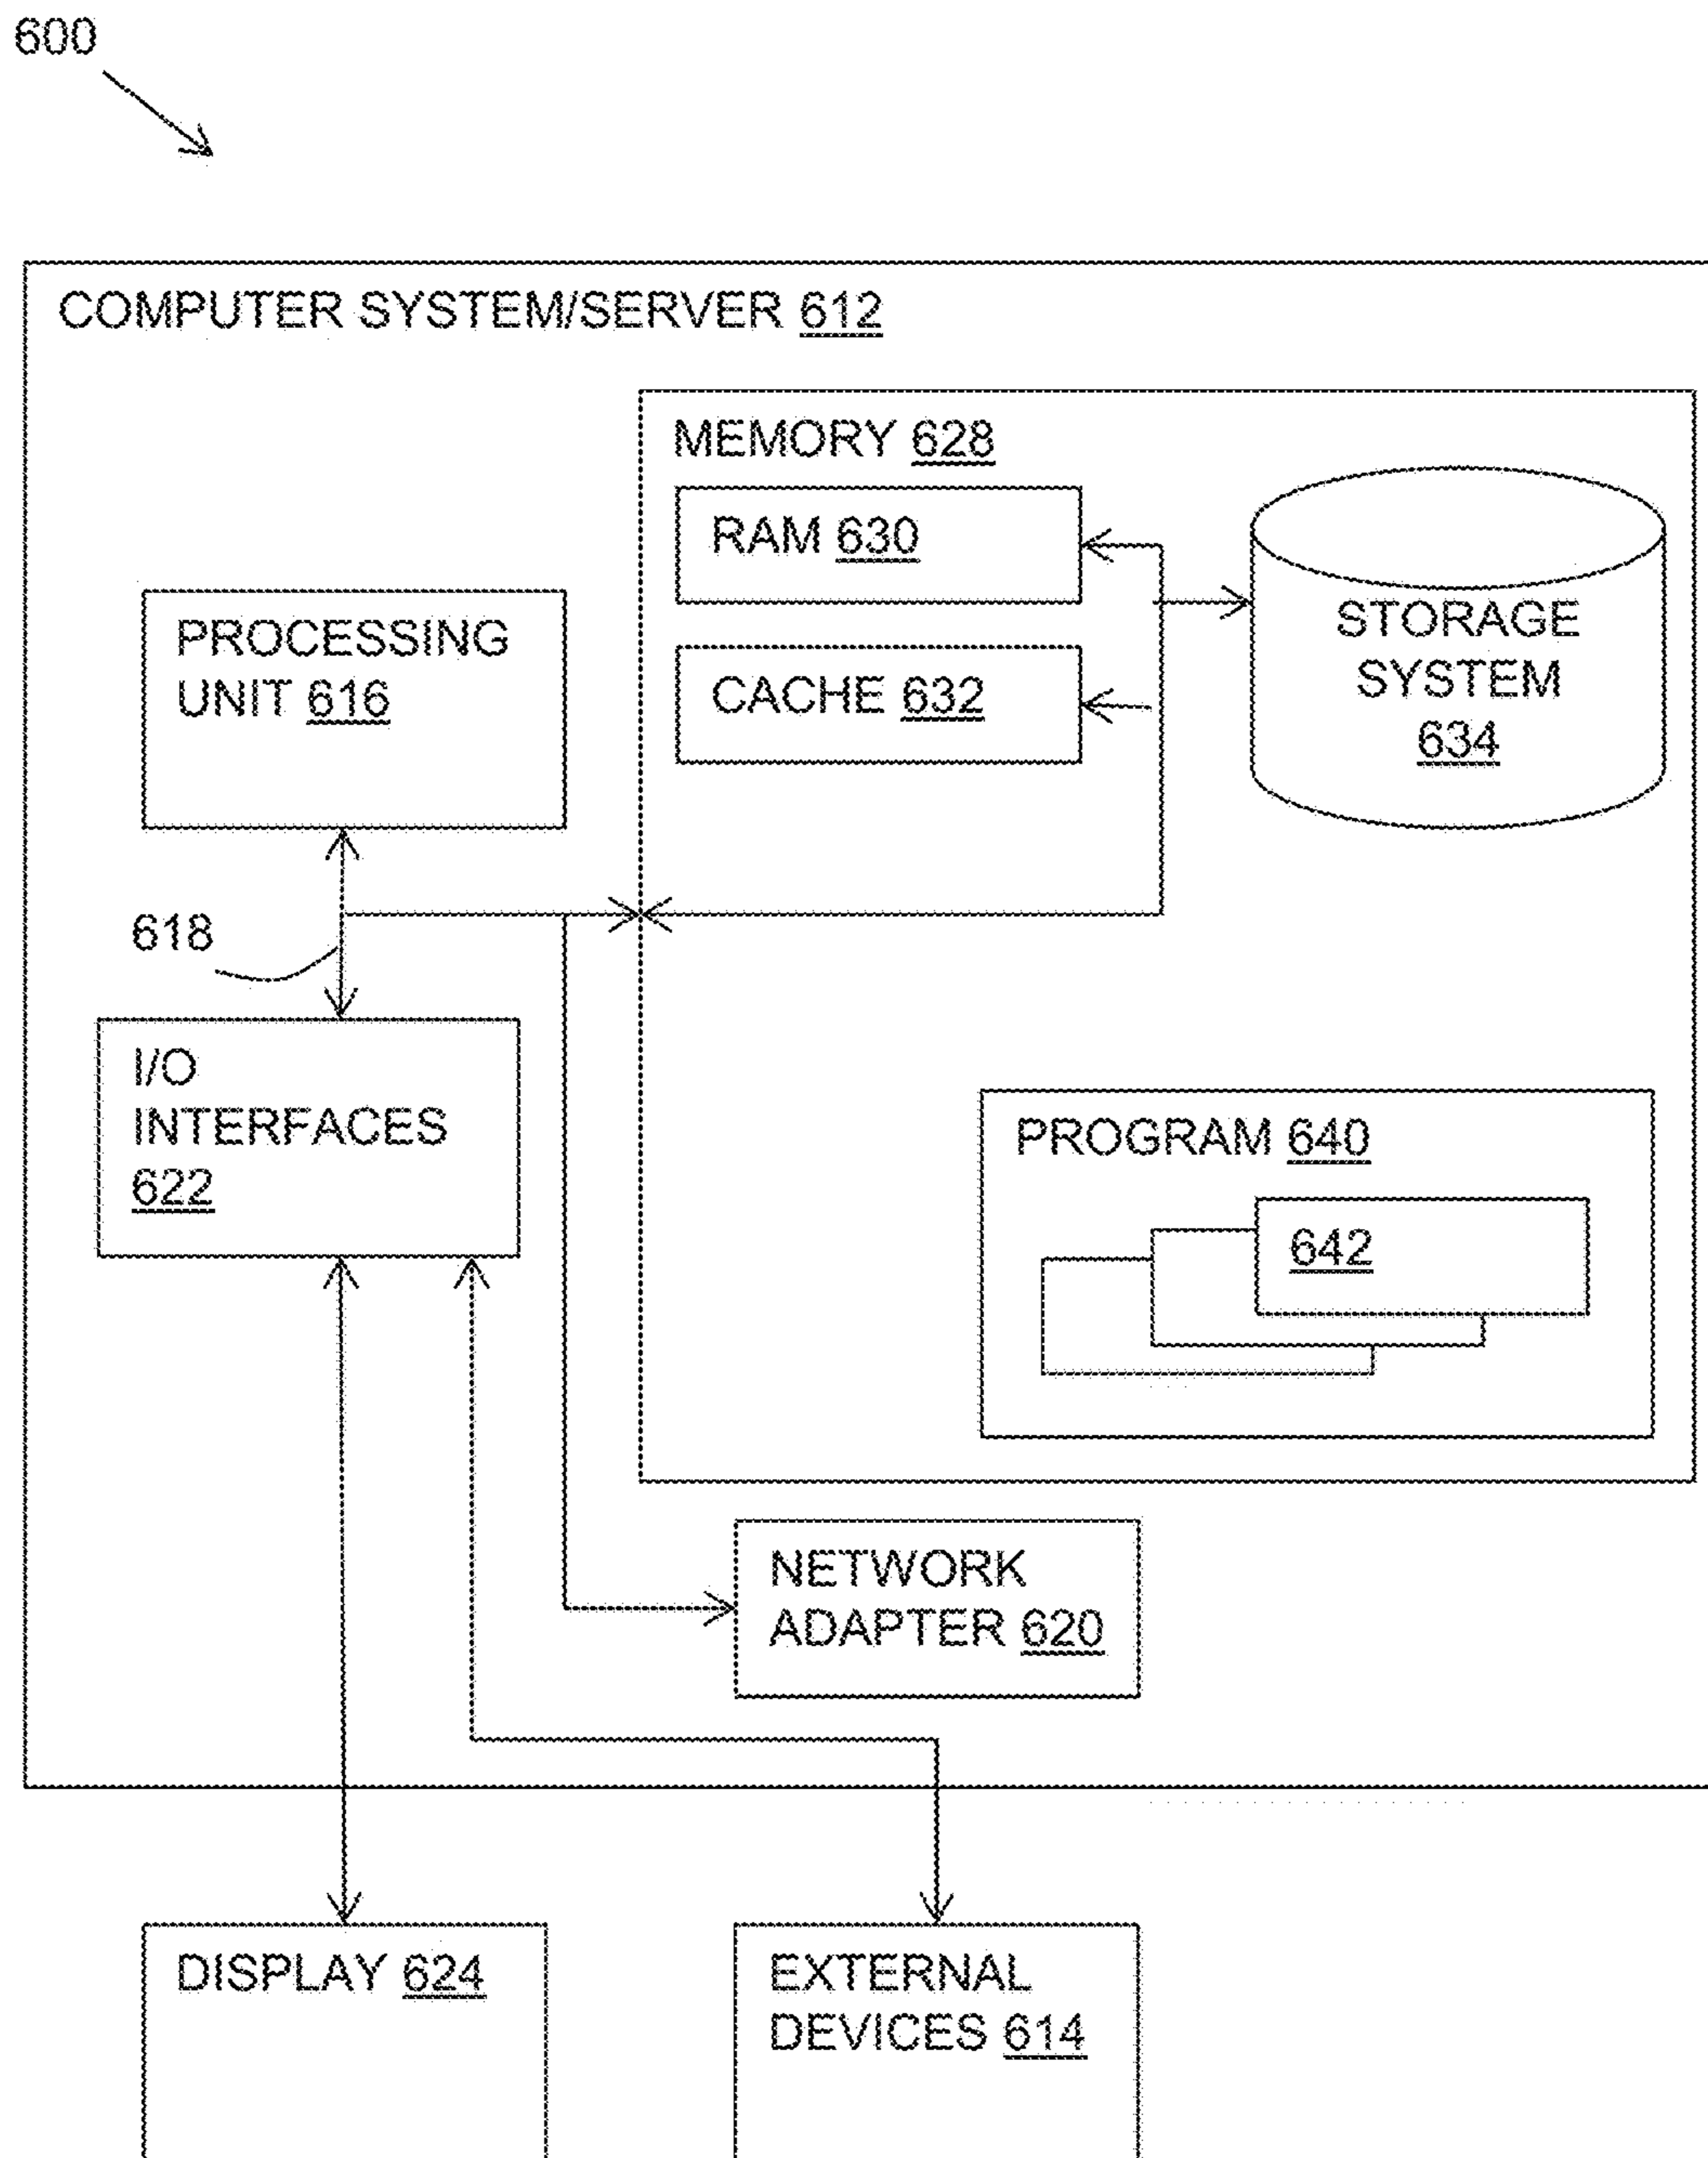 600
COMPUTER SYSTEM/SERVER 612
MEMORY 628
RAM 630
CACHE 632
STORAGE
SYSTEM
634
PROCESSING
UNIT 616
618
I/O
INTERFACES
622
PROGRAM 640
642
NETWORK
ADAPTER 620
DISPLAY 624
EXTERNAL
DEVICES 614